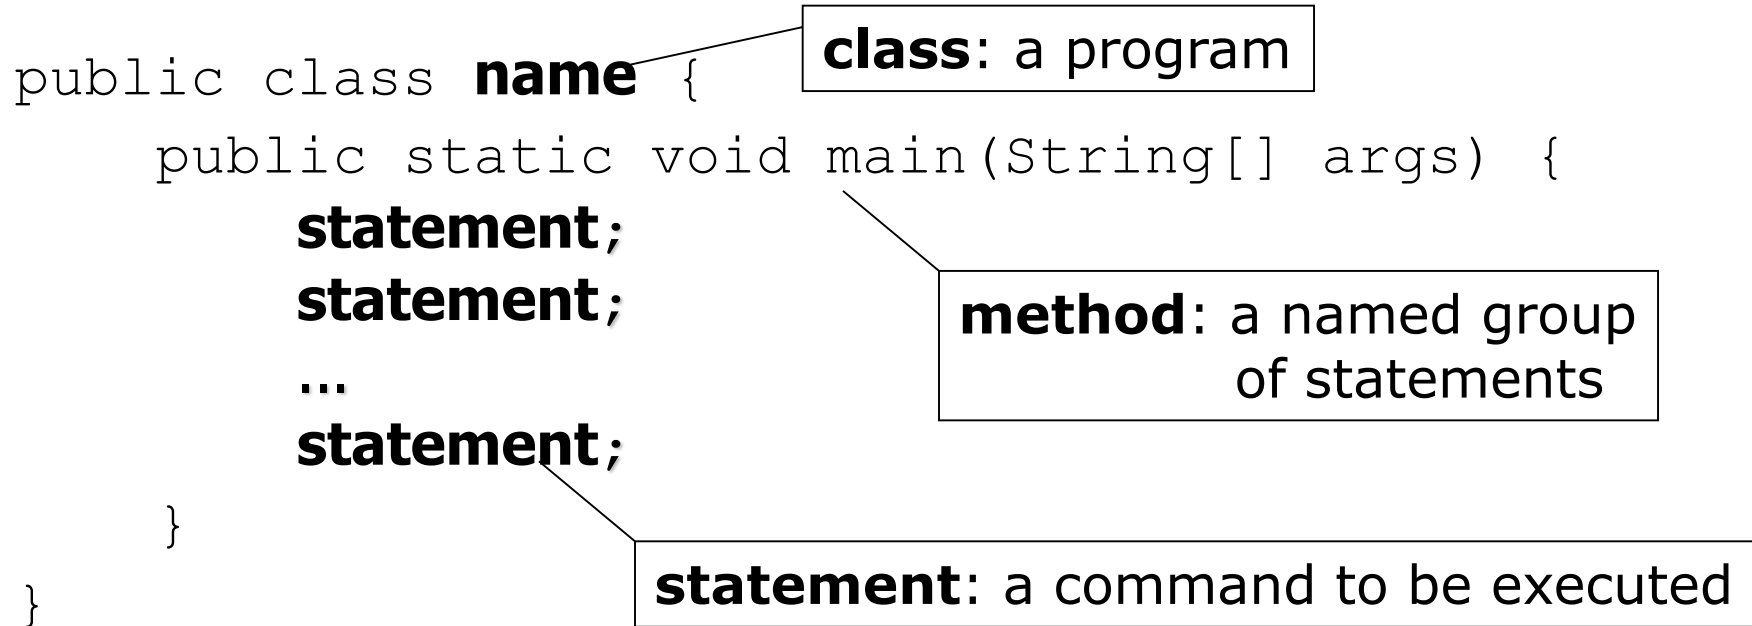 class: a program
public class name {
public static void main(String[] args) {
statement;
statement;
method: a named group
of statements
...
statement;
}
statement: a command to be executed
}